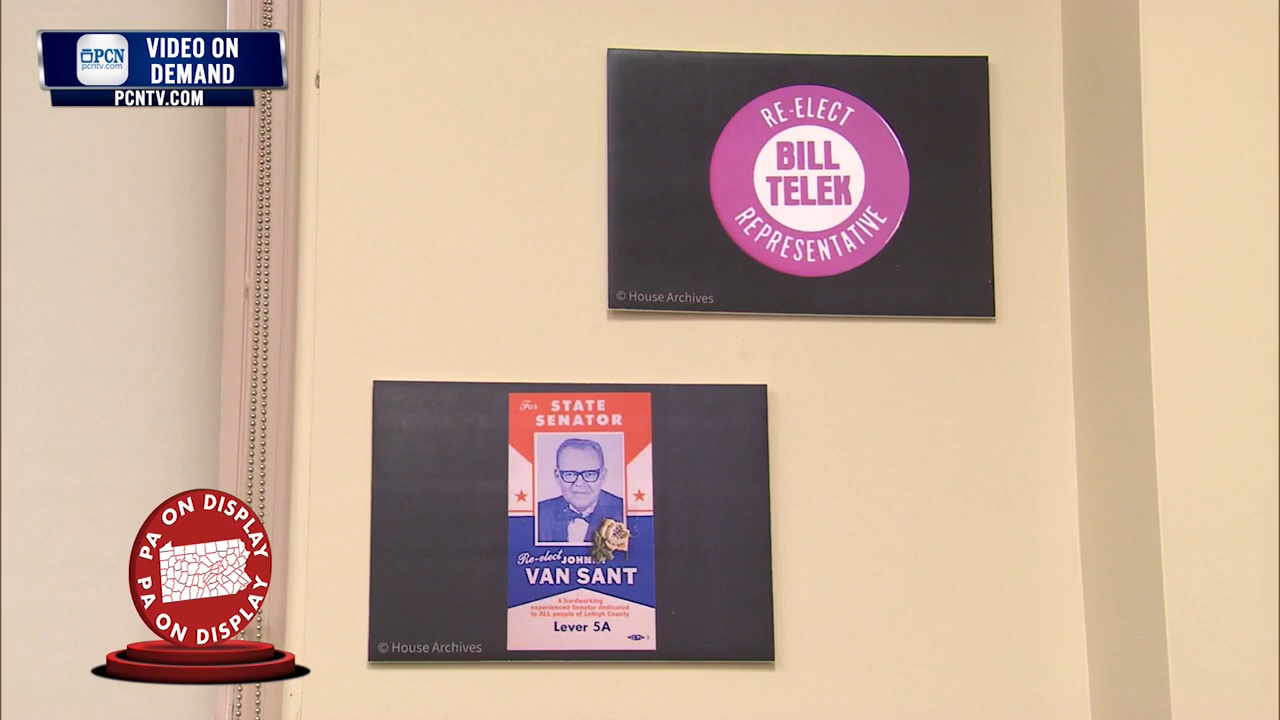 PCN
pcntv.com
VIDEO ON
DEMAND
PCNTV.COM
RE-ELECT
BILL
TELEK
REPRESENTATIVE
© House Archives
For STATE
SENATOR
Re-elect
VAN SANT
A hardworking
experienced Senator dedicated
to ALL people of Lehigh County
Lever 5A
© House Archives
PA ON DISPLAY
PA ON DISPLAY